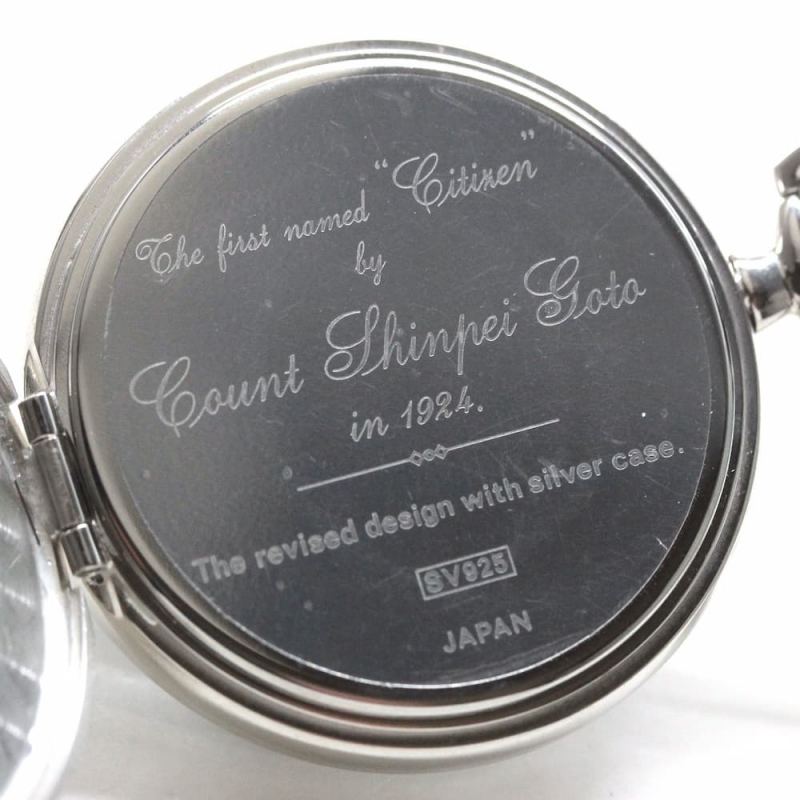 The first named "Citizen"
by
Count Shinpei Goto
in 1924.
The revised design with silver case.
SV925
JAPAN